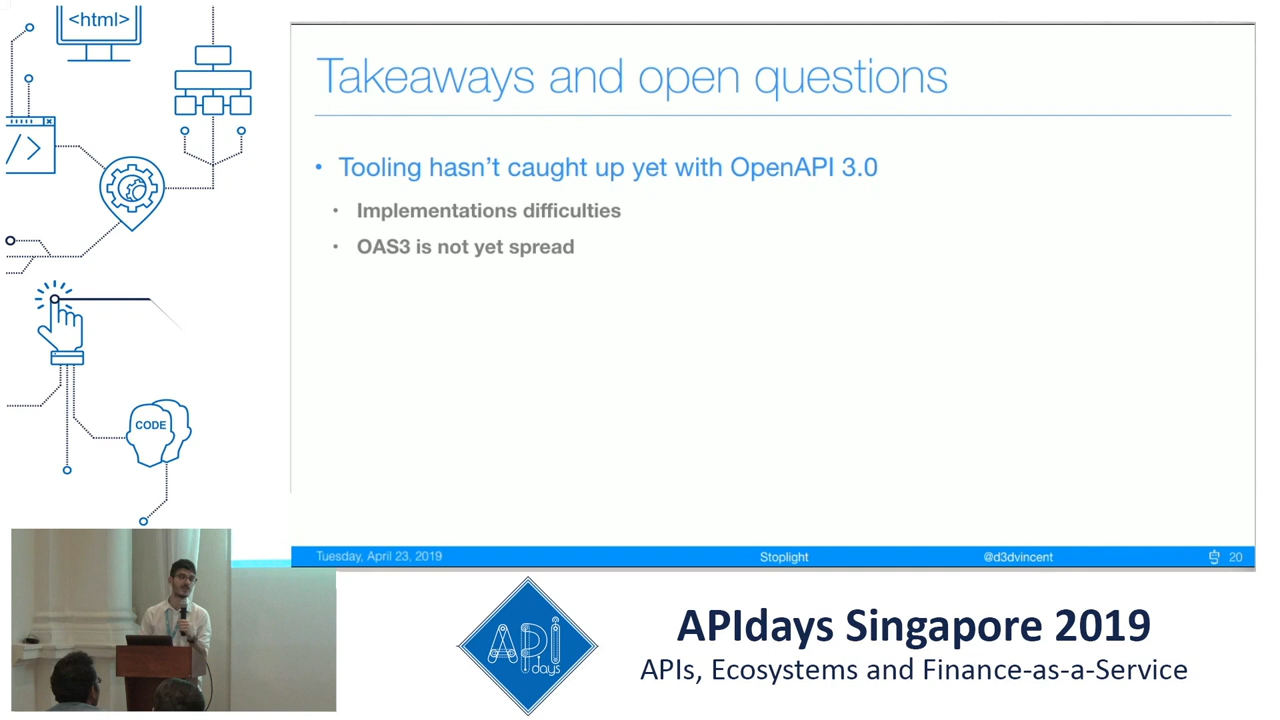 <html>
</>
CODE
Takeaways and open questions
• Tooling hasn't caught up yet with OpenAPI 3.0
• Implementations difficulties
• OAS3 is not yet spread
Tuesday, April 23, 2019
Stoplight
@d3dvincent
20
API
days
APIdays Singapore 2019
APIs, Ecosystems and Finance-as-a-Service